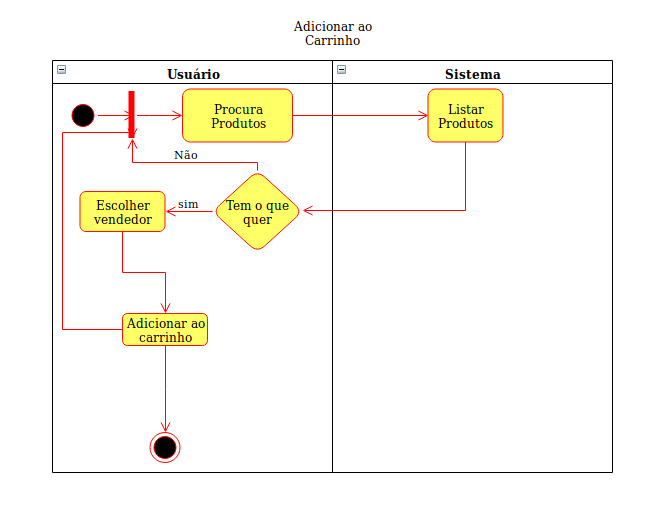 Adicionar ao
Carrinho
Usuário
Sistema
Procura
Produtos
Listar
Produtos
Não
Tem o que
quer
sim
Escolher
vendedor
Adicionar ao
carrinho